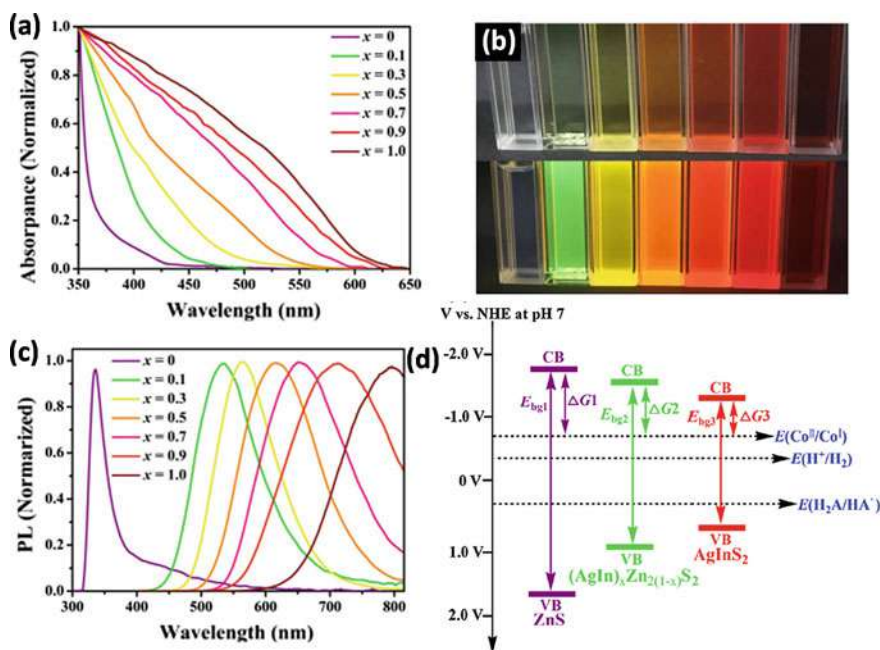 (a)
x = 0
x = 0.1
x = 0.3
x = 0.5
x = 0.7
x = 0.9
x = 1.0
Absorpance (Normalized)
1.0
0.8
0.6
0.4
0.2
0.0
350 400 450 500 550 600 650
Wavelength (nm)
(b)
(c)
x = 0
x = 0.1
x = 0.3
x = 0.5
x = 0.7
x = 0.9
x = 1.0
PL (Normarized)
1.0
0.8
0.6
0.4
0.2
0.0
300 400 500 600 700 800
Wavelength (nm)
V vs. NHE at pH 7
(d)
-2.0 V
-1.0 V
0 V
1.0 V
2.0 V
CB
Ebg1
ΔG1
VB
ZnS
CB
Ebg2
ΔG2
VB
(AgIn)xZn2(1-x)S2
CB
Ebg3
ΔG3
VB
AgInS2
E(CoII/CoI)
E(H+/H2)
E(H2A/HA·)